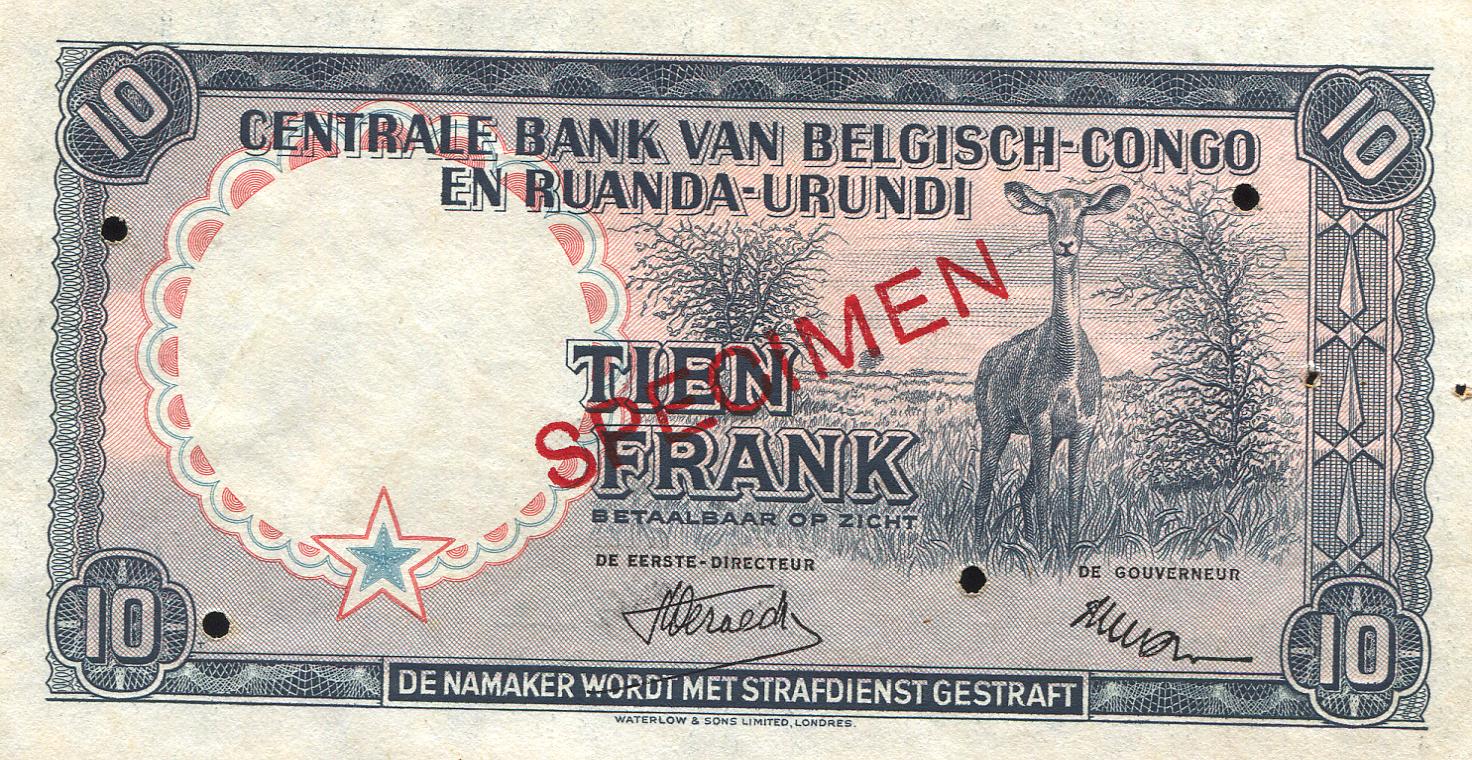 10
10
CENTRALE BANK VAN BELGISCH-CONGO
EN RUANDA-URUNDI
SPECIMEN
TIEN
FRANK
BETAALBAAR OP ZICHT
DE EERSTE-DIRECTEUR
DE GOUVERNEUR
10
10
DE NAMAKER WORDT MET STRAFDIENST GESTRAFT
WATERLOW & SONS LIMITED, LONDRES.